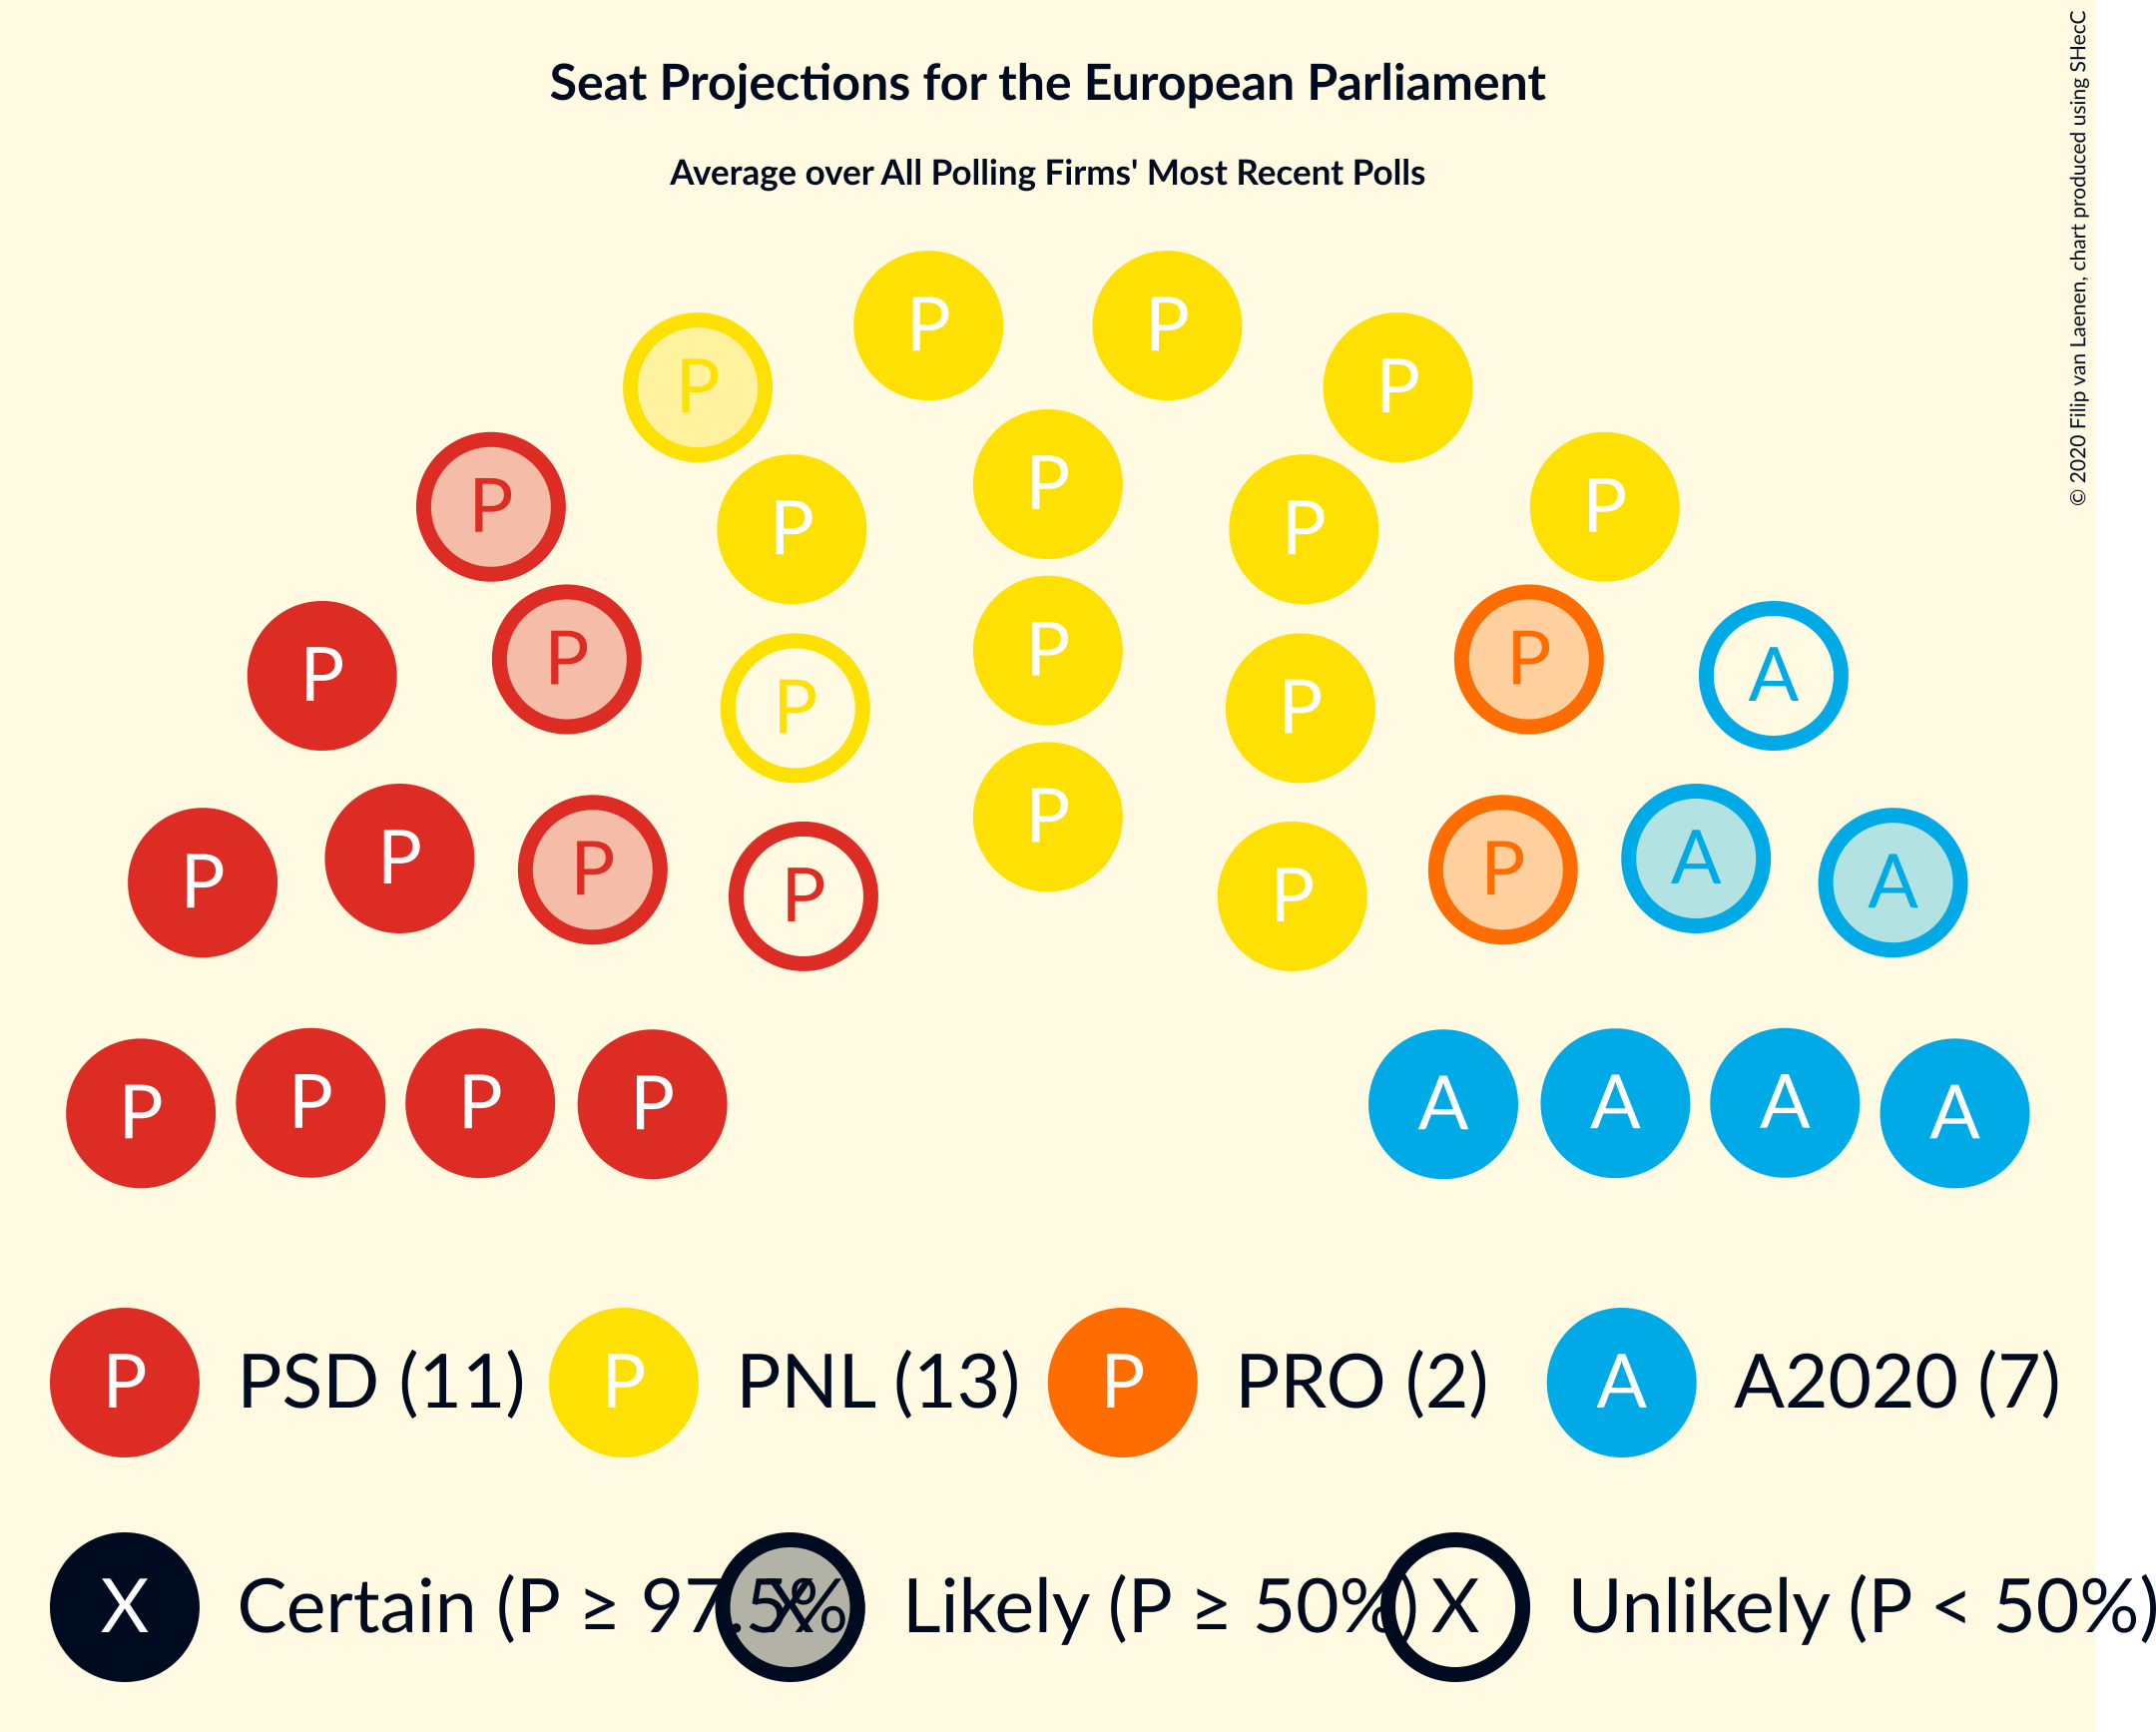 Seat Projections for the European Parliament
Average over All Polling Firms' Most Recent Polls
© 2020 Filip van Laenen, chart produced using SHecC
P P
P P
P
P P
P P
P P
P P A
P P
P
P A
P
P P
P P A A
P P
P P P P A A A A
P PSD (11) P PNL (13) P PRO (2) A A2020 (7)
X Certain (P ≥ 97.5% X Likely (P ≥ 50%) X Unlikely (P < 50%)